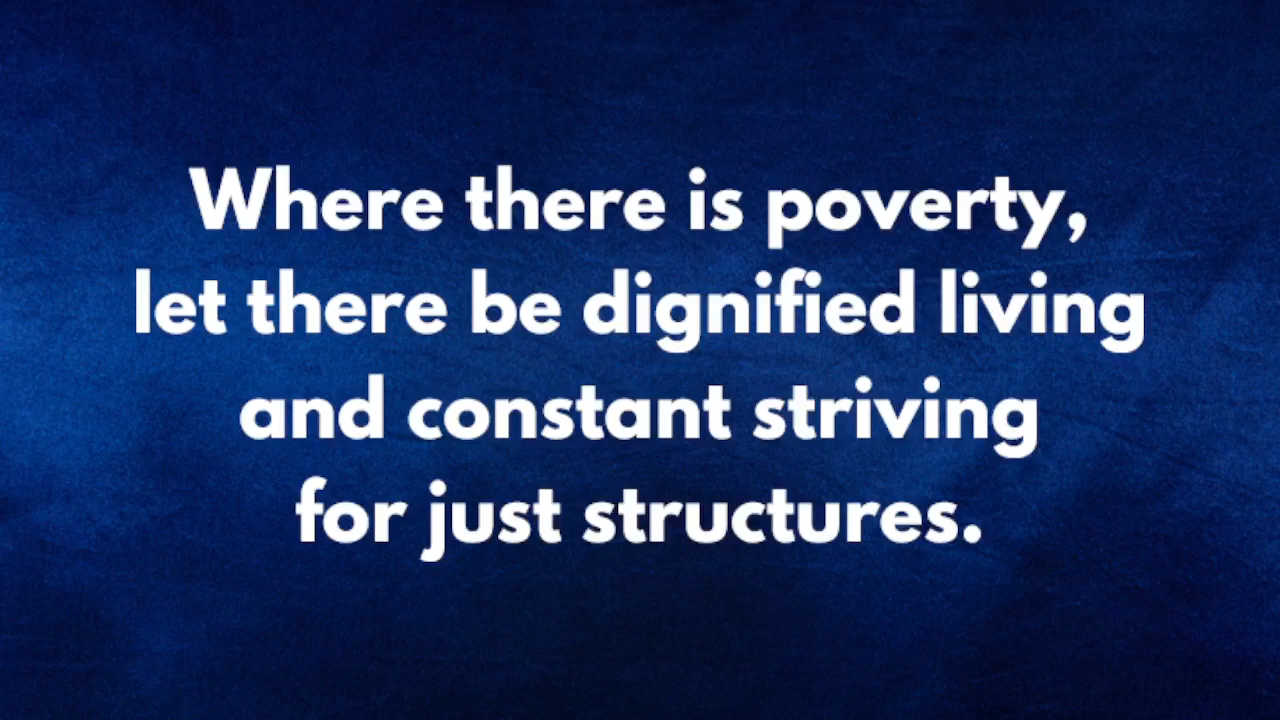 Where there is poverty,
let there be dignified living
and constant striving
for just structures.